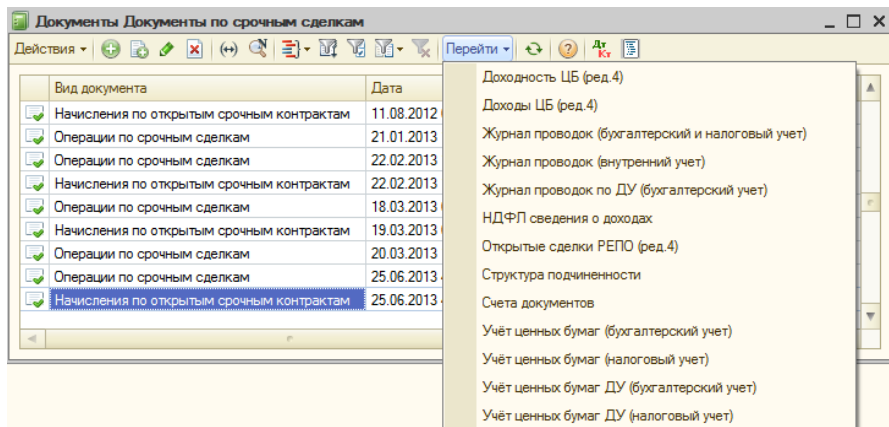 Документы Документы по срочным сделкам
Действия Перейти
Вид документа Дата
Начисления по открытым срочным контрактам 11.08.2012
Операции по срочным сделкам 21.01.2013
Операции по срочным сделкам 22.02.2013
Начисления по открытым срочным контрактам 22.02.2013
Операции по срочным сделкам 18.03.2013
Начисления по открытым срочным контрактам 19.03.2013
Операции по срочным сделкам 20.03.2013
Операции по срочным сделкам 25.06.2013
Начисления по открытым срочным контрактам 25.06.2013
Доходность ЦБ (ред.4)
Доходы ЦБ (ред.4)
Журнал проводок (бухгалтерский и налоговый учет)
Журнал проводок (внутренний учет)
Журнал проводок по ДУ (бухгалтерский учет)
НДФЛ сведения о доходах
Открытые сделки РЕПО (ред.4)
Структура подчиненности
Счета документов
Учёт ценных бумаг (бухгалтерский учет)
Учёт ценных бумаг (налоговый учет)
Учёт ценных бумаг ДУ (бухгалтерский учет)
Учёт ценных бумаг ДУ (налоговый учет)